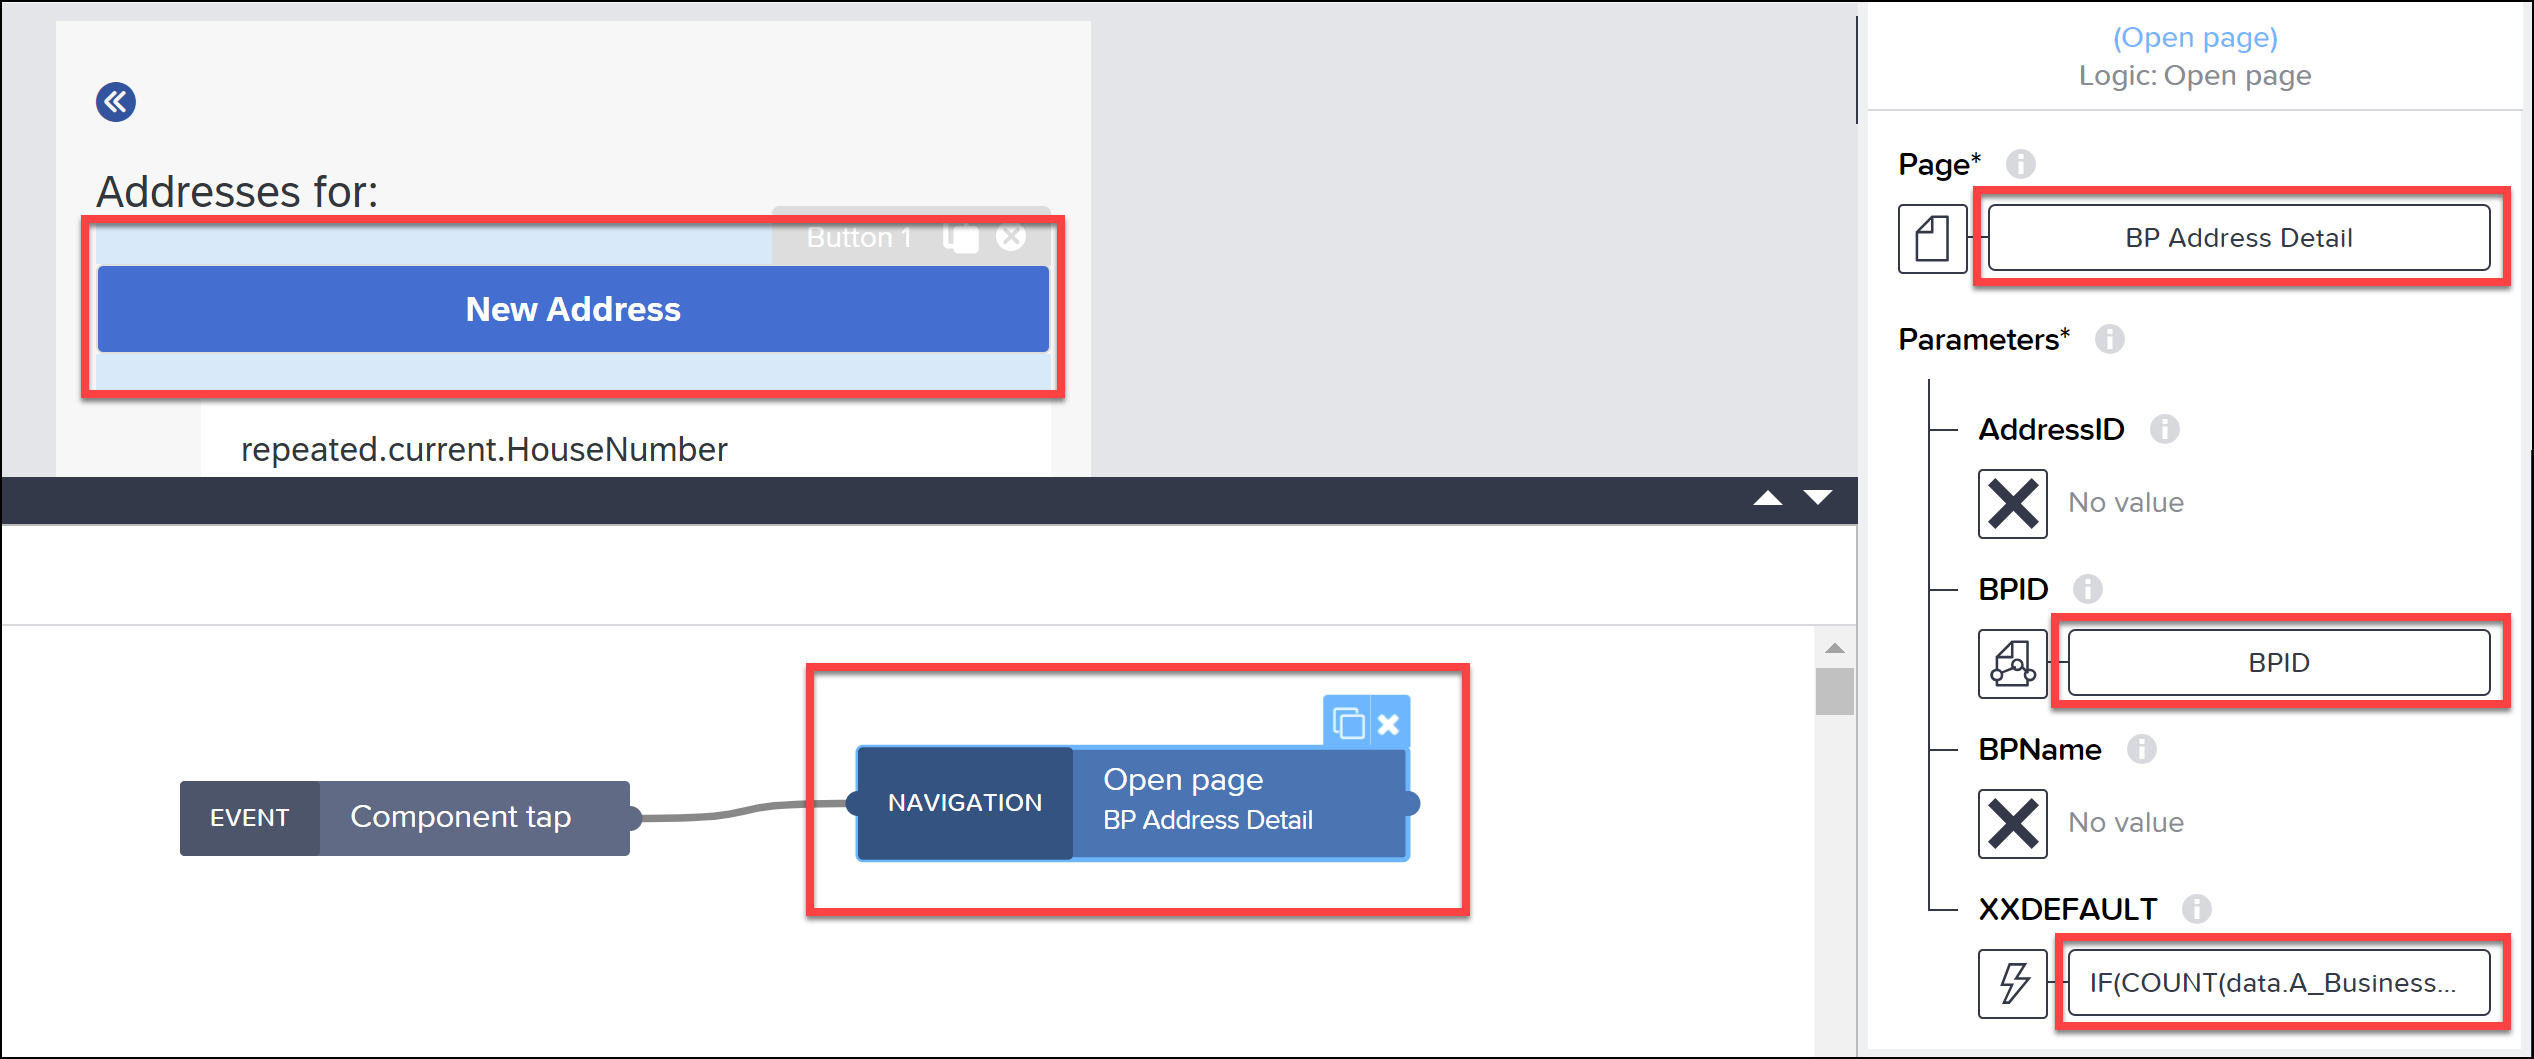 Addresses for:
Button 1
New Address
repeated.current.HouseNumber
EVENT
Component tap
NAVIGATION
Open page
BP Address Detail
(Open page)
Logic: Open page
Page*
BP Address Detail
Parameters*
AddressID
No value
BPID
BPID
BPName
No value
XXDEFAULT
IF(COUNT(data.A_Business...